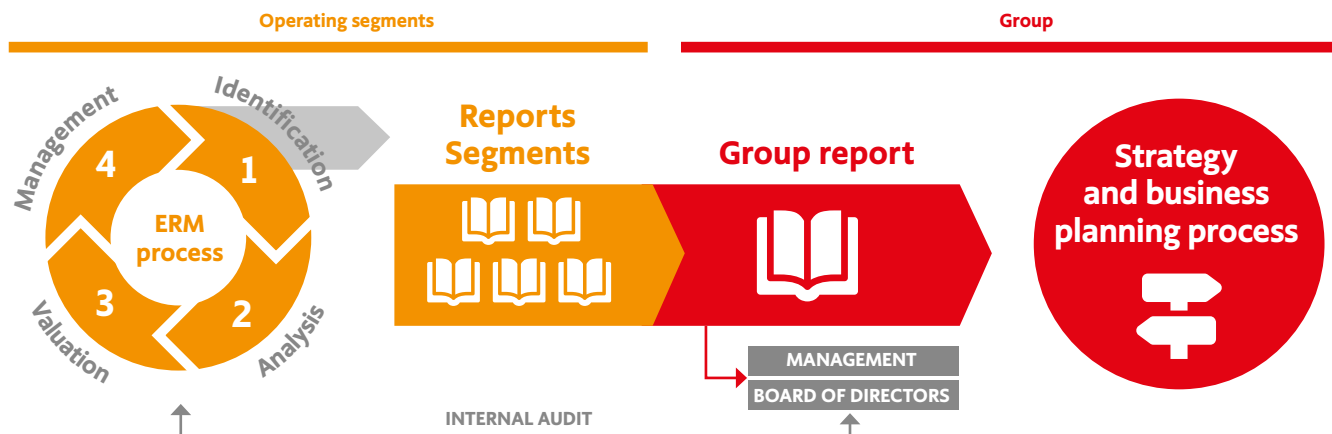 Operating segments
Group
Management
Identification
4
1
ERM
process
3
2
Valuation
Analysis
Reports
Segments
Group report
Strategy
and business
planning process
MANAGEMENT
BOARD OF DIRECTORS
INTERNAL AUDIT